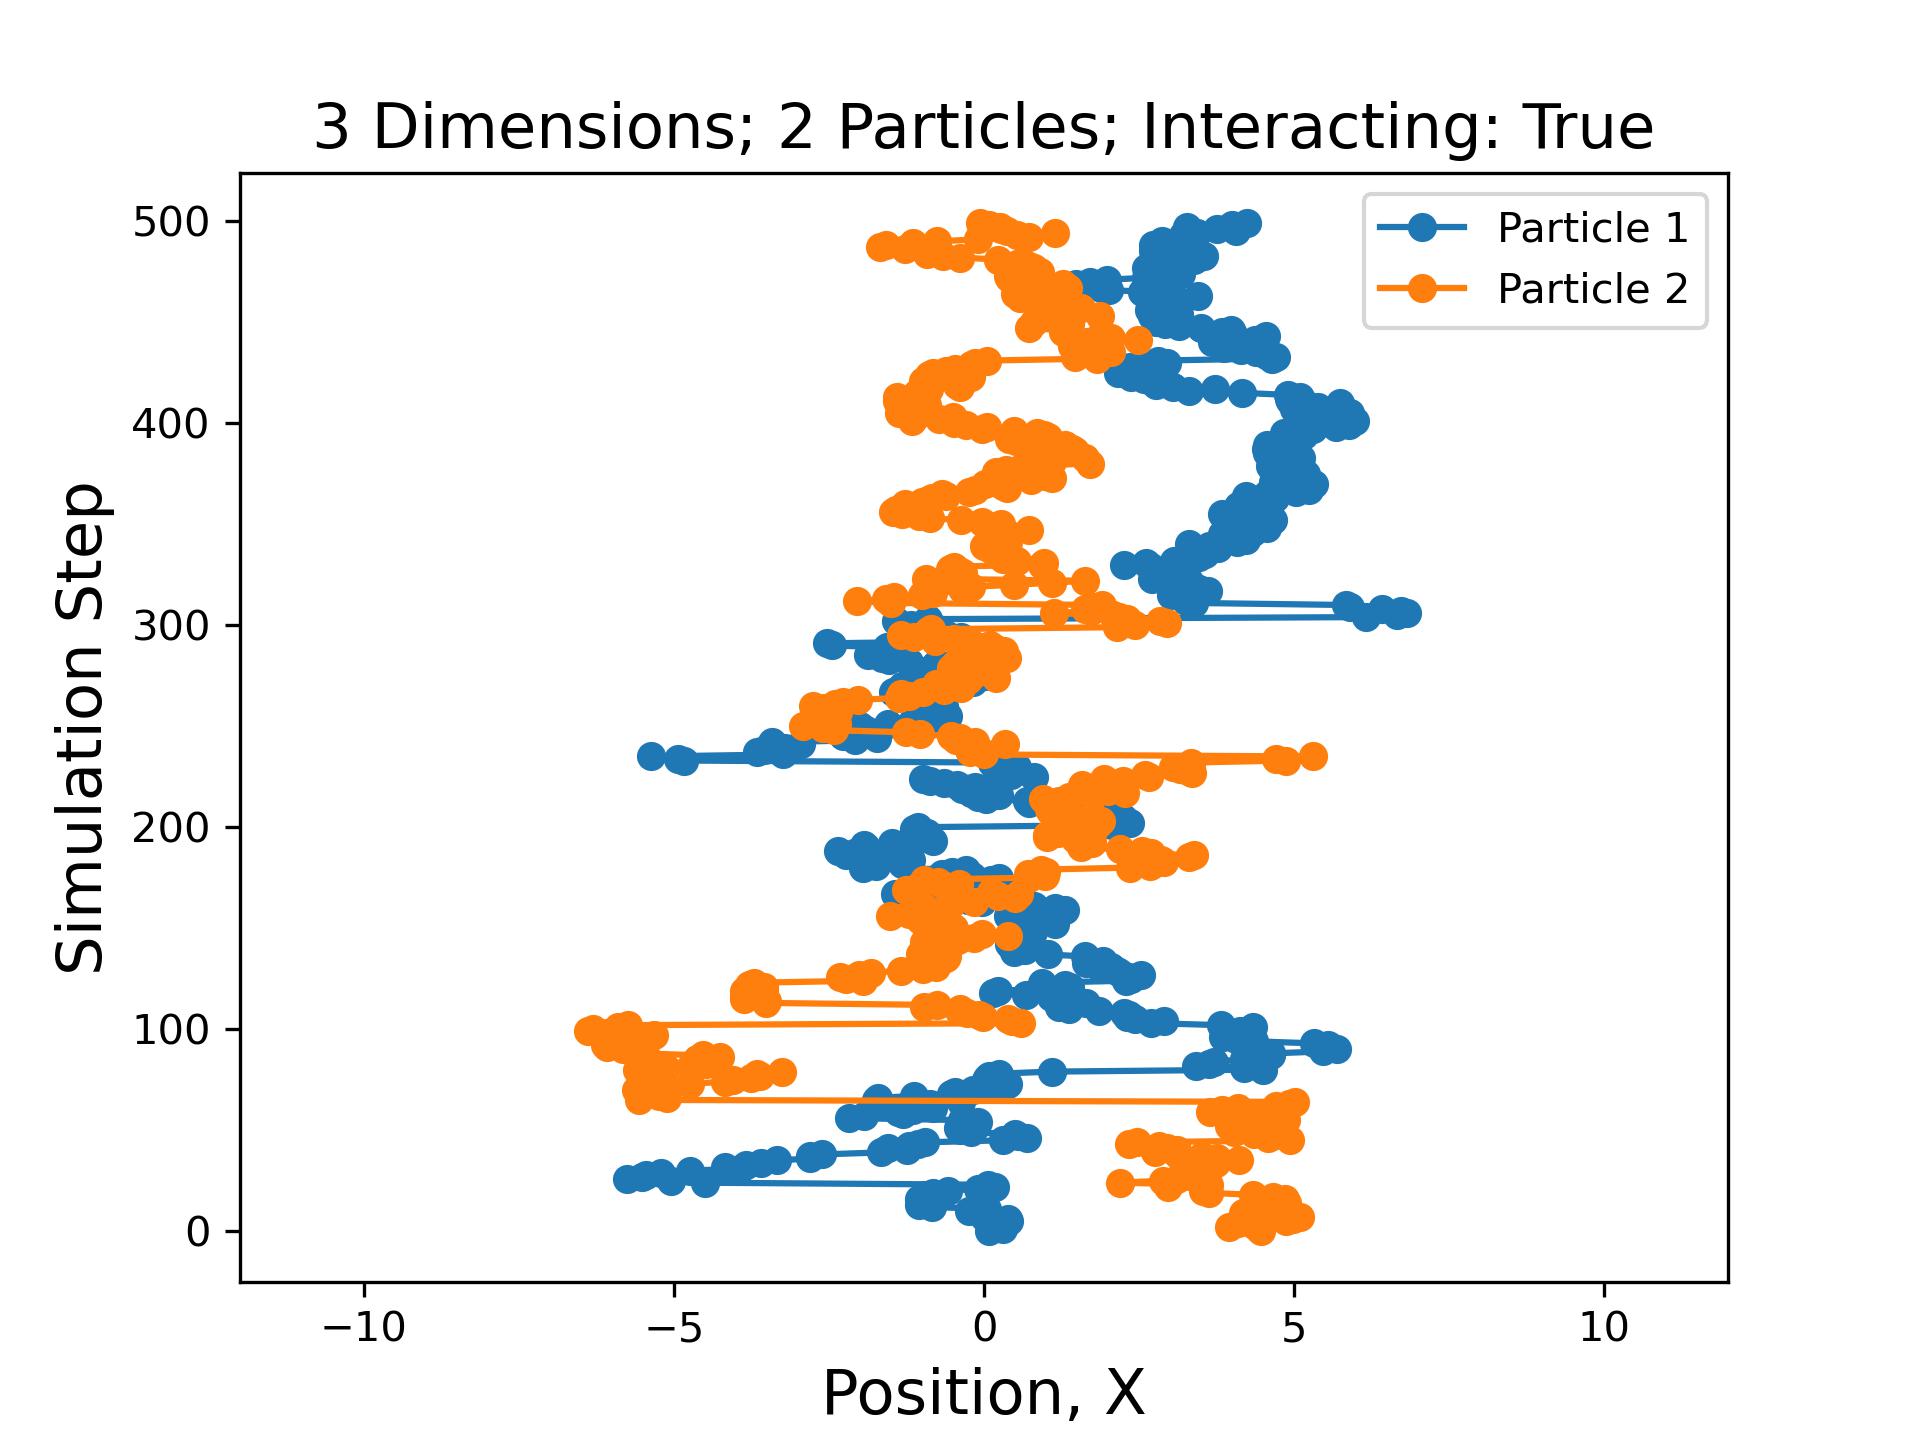 3 Dimensions; 2 Particles; Interacting: True
Particle 1
Particle 2
500
400
300
200
100
0
Simulation Step
−10 −5 0 5 10
Position, X